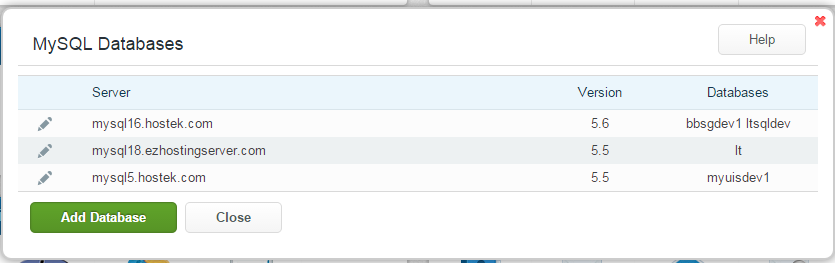 MySQL Databases
Help
Server Version Databases
mysql16.hostek.com 5.6 bbsgdev1 ltsqldev
mysql18.ezhostingserver.com 5.5 lt
mysql5.hostek.com 5.5 myuisdev1
Add Database Close